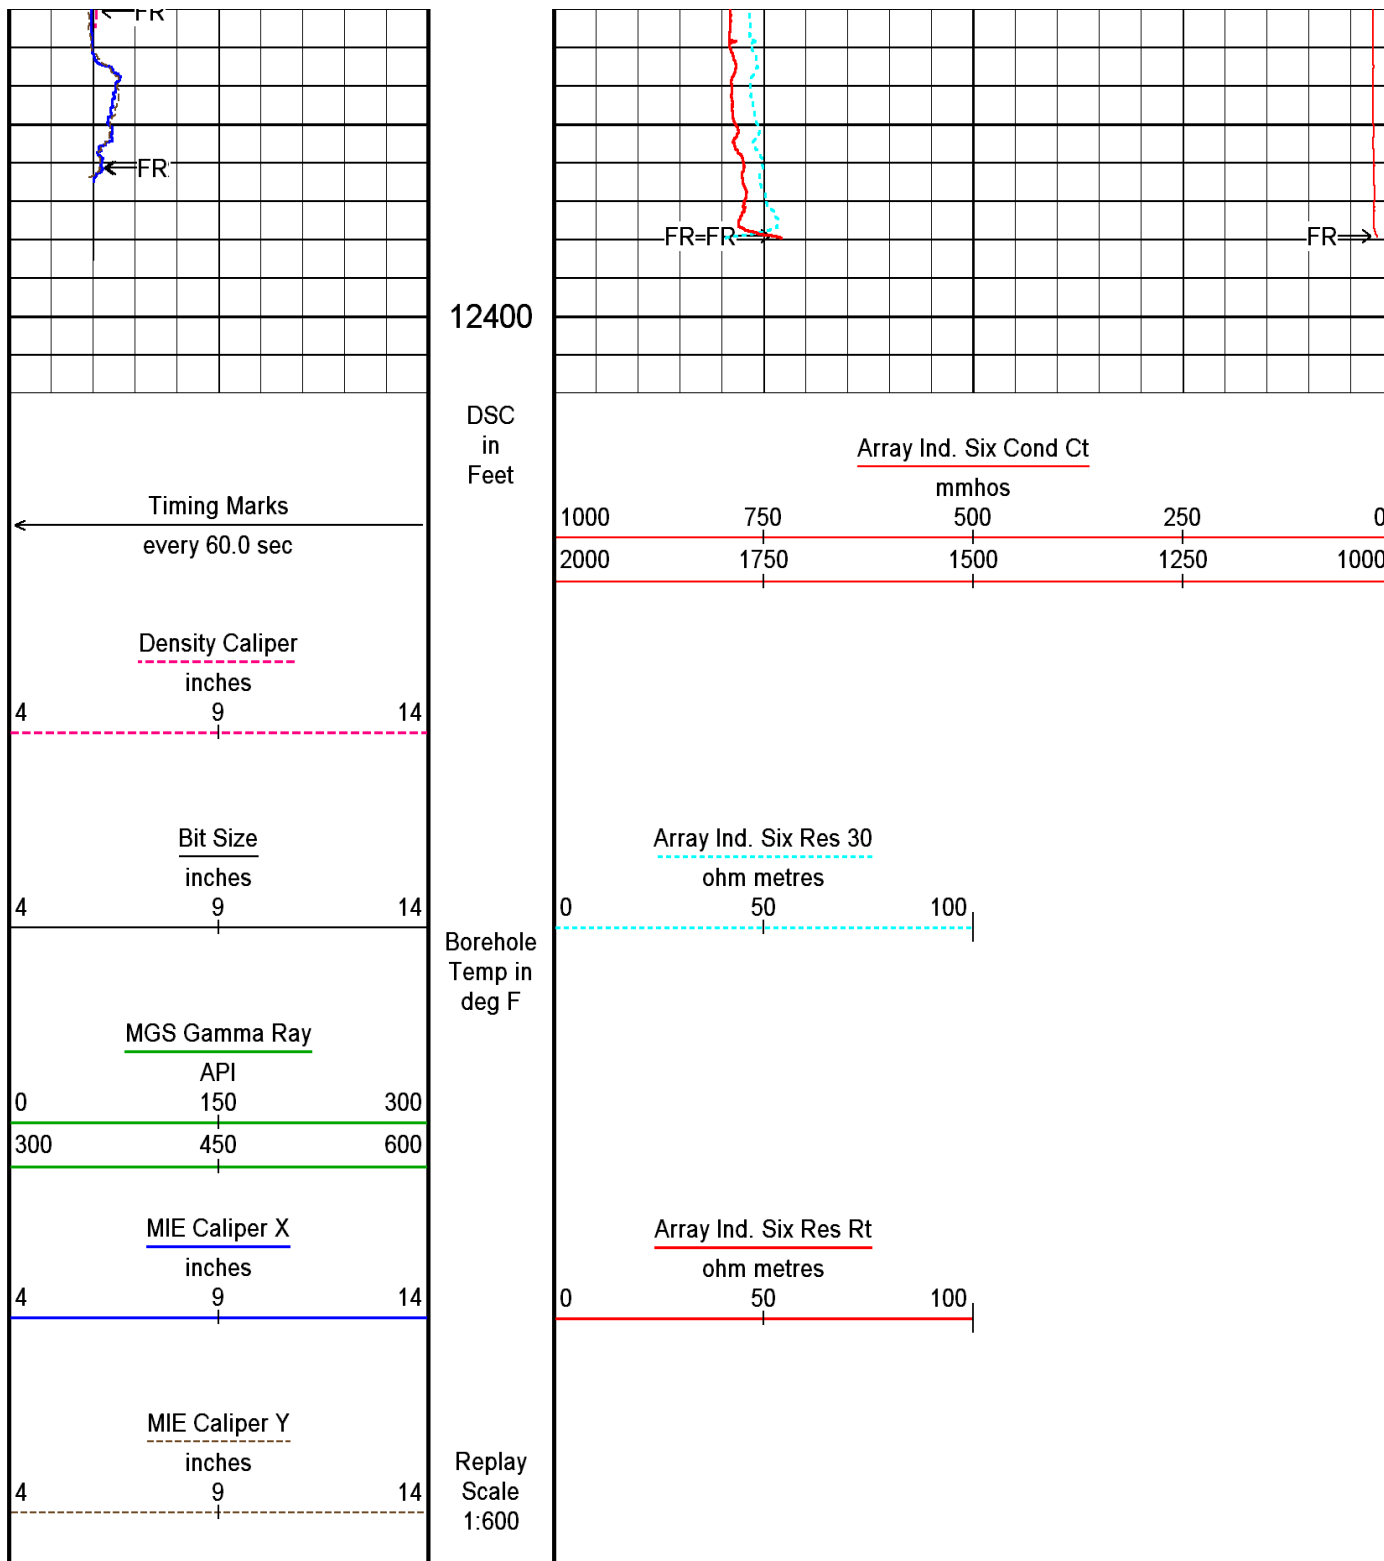 FR
FR
FR=FR
FR
12400
DSC
in
Feet
Timing Marks
every 60.0 sec
Density Caliper
inches
4 9 14
Bit Size
inches
4 9 14
MGS Gamma Ray
API
0 150 300
300 450 600
MIE Caliper X
inches
4 9 14
MIE Caliper Y
inches
4 9 14
Borehole
Temp in
deg F
Replay
Scale
1:600
Array Ind. Six Cond Ct
mmhos
1000 750 500 250 0
2000 1750 1500 1250 1000
Array Ind. Six Res 30
ohm metres
0 50 100
Array Ind. Six Res Rt
ohm metres
0 50 100